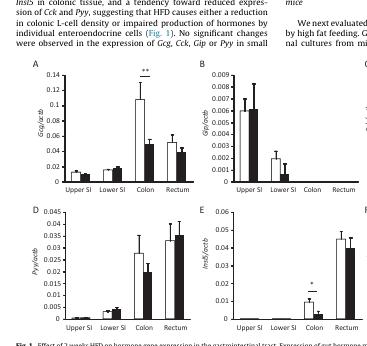 Insl5 in colonic tissue, and a tendency toward reduced expres-
sion of Cck and Pyy, suggesting that HFD causes either a reduction
in colonic L-cell density or impaired production of hormones by
individual enteroendocrine cells (Fig. 1). No significant changes
were observed in the expression of Gcg, Cck, Gip or Pyy in small
mice
We next evaluated
by high fat feeding. G
nal cultures from mi
A
0.14
0.12
0.1
0.08
0.06
0.04
0.02
0
Gcg/actb
**
Upper SI Lower SI Colon Rectum
B
0.009
0.008
0.007
0.006
0.005
0.004
0.003
0.002
0.001
0
Gip/actb
Upper SI Lower SI Colon Rectum
C
D
0.045
0.04
0.035
0.03
0.025
0.02
0.015
0.01
0.005
0
Pyy/actb
Upper SI Lower SI Colon Rectum
E
0.06
0.05
0.04
0.03
0.02
0.01
0
Insl5/actb
*
Upper SI Lower SI Colon Rectum
F
Fig. 1. Effect of 2 weeks HFD on hormone gene expression in the gastrointestinal tract. Expression of gut hormone m